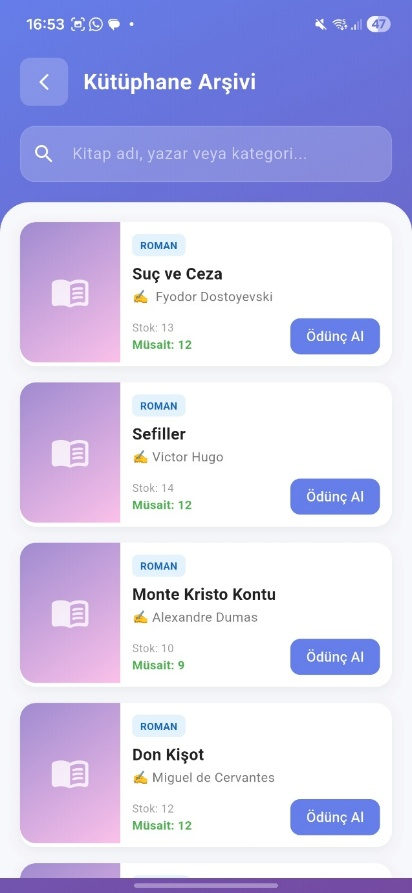 16:53
47
Kütüphane Arşivi
Kitap adı, yazar veya kategori...
ROMAN
Suç ve Ceza
✍️ Fyodor Dostoyevski
Stok: 13
Müsait: 12
Ödünç Al
ROMAN
Sefiller
✍️ Victor Hugo
Stok: 14
Müsait: 12
Ödünç Al
ROMAN
Monte Kristo Kontu
✍️ Alexandre Dumas
Stok: 10
Müsait: 9
Ödünç Al
ROMAN
Don Kişot
✍️ Miguel de Cervantes
Stok: 12
Müsait: 12
Ödünç Al